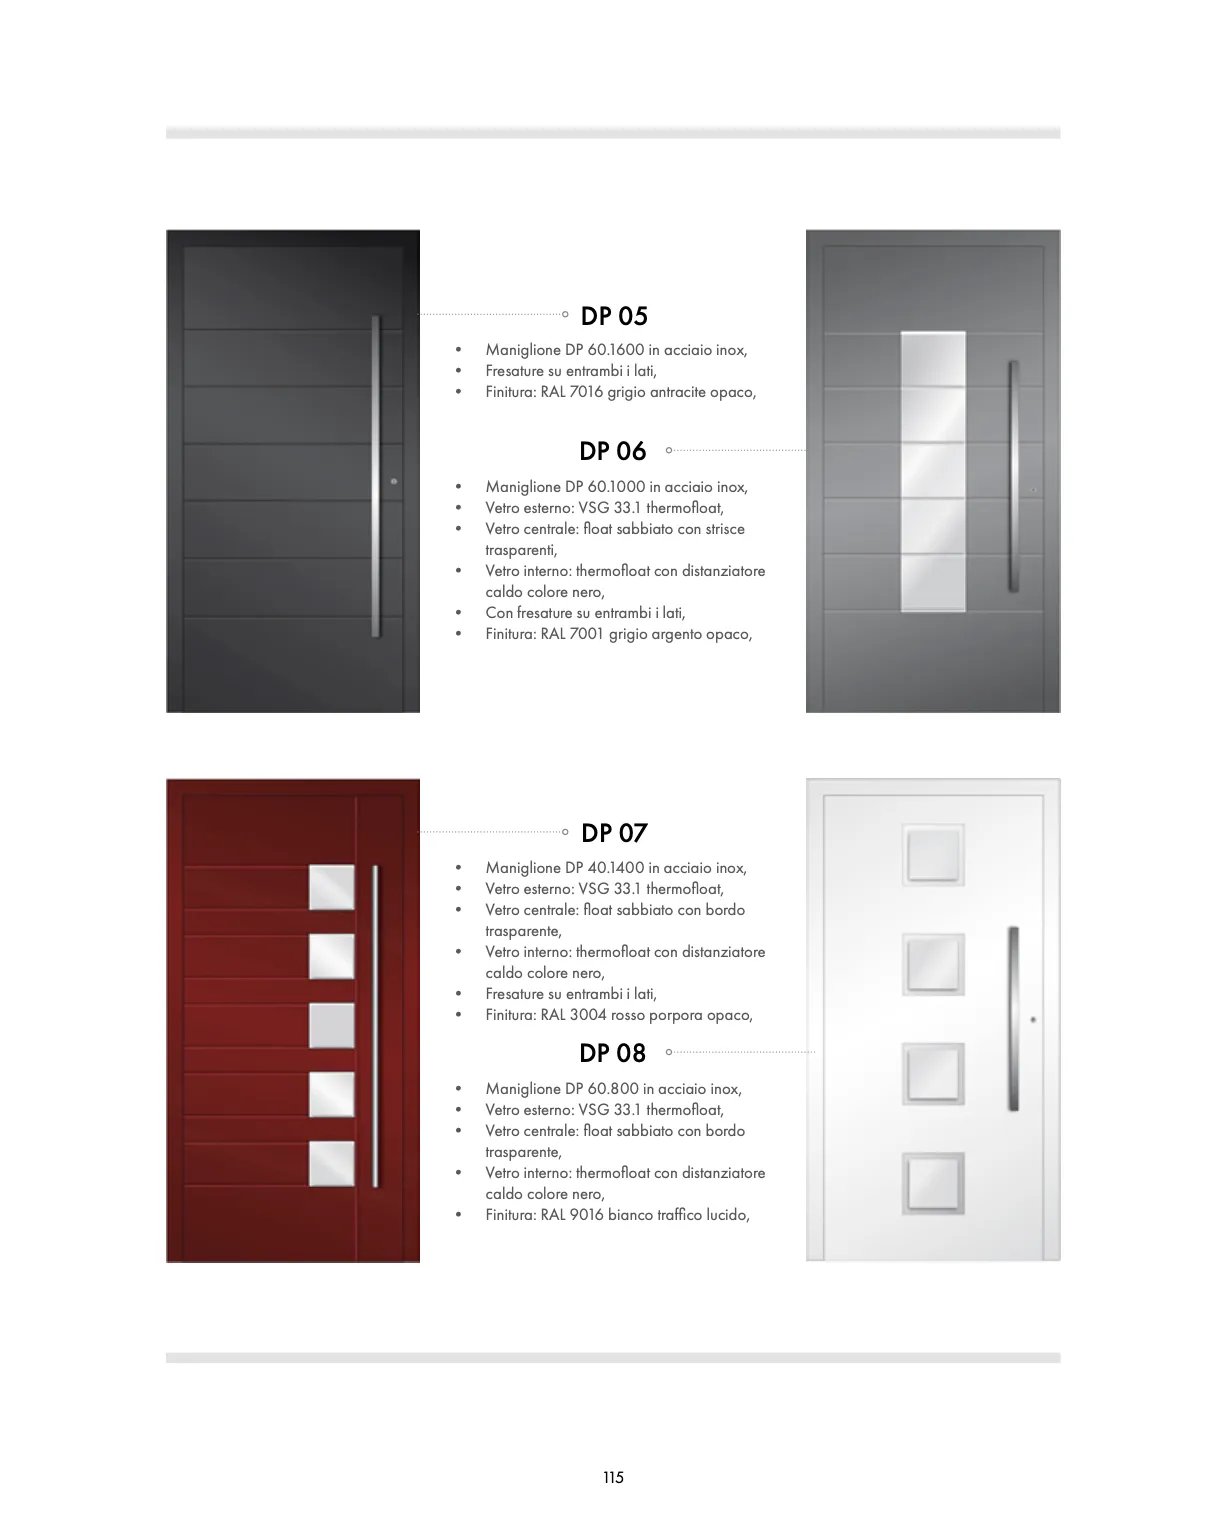 DP 05
• Maniglione DP 60.1600 in acciaio inox,
• Fresature su entrambi i lati,
• Finitura: RAL 7016 grigio antracite opaco,
DP 06
• Maniglione DP 60.1000 in acciaio inox,
• Vetro esterno: VSG 33.1 thermofloat,
• Vetro centrale: float sabbiato con strisce
trasparenti,
• Vetro interno: thermofloat con distanziatore
caldo colore nero,
• Con fresature su entrambi i lati,
• Finitura: RAL 7001 grigio argento opaco,
DP 07
• Maniglione DP 40.1400 in acciaio inox,
• Vetro esterno: VSG 33.1 thermofloat,
• Vetro centrale: float sabbiato con bordo
trasparente,
• Vetro interno: thermofloat con distanziatore
caldo colore nero,
• Fresature su entrambi i lati,
• Finitura: RAL 3004 rosso porpora opaco,
DP 08
• Maniglione DP 60.800 in acciaio inox,
• Vetro esterno: VSG 33.1 thermofloat,
• Vetro centrale: float sabbiato con bordo
trasparente,
• Vetro interno: thermofloat con distanziatore
caldo colore nero,
• Finitura: RAL 9016 bianco traffico lucido,
115